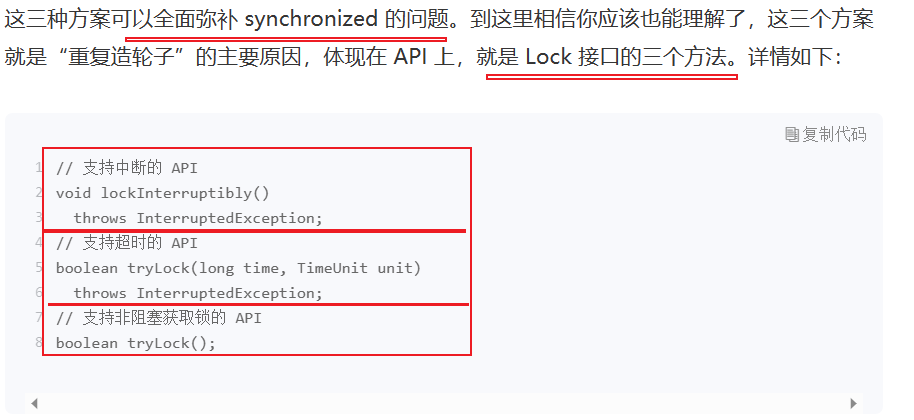 这三种方案可以全面弥补 synchronized 的问题。到这里相信你应该也能理解了，这三个方案
就是“重复造轮子”的主要原因，体现在 API 上，就是 Lock 接口的三个方法。详情如下：
复制代码
1 // 支持中断的 API
2 void lockInterruptibly()
3 throws InterruptedException;
4 // 支持超时的 API
5 boolean tryLock(long time, TimeUnit unit)
6 throws InterruptedException;
7 // 支持非阻塞获取锁的 API
8 boolean tryLock();